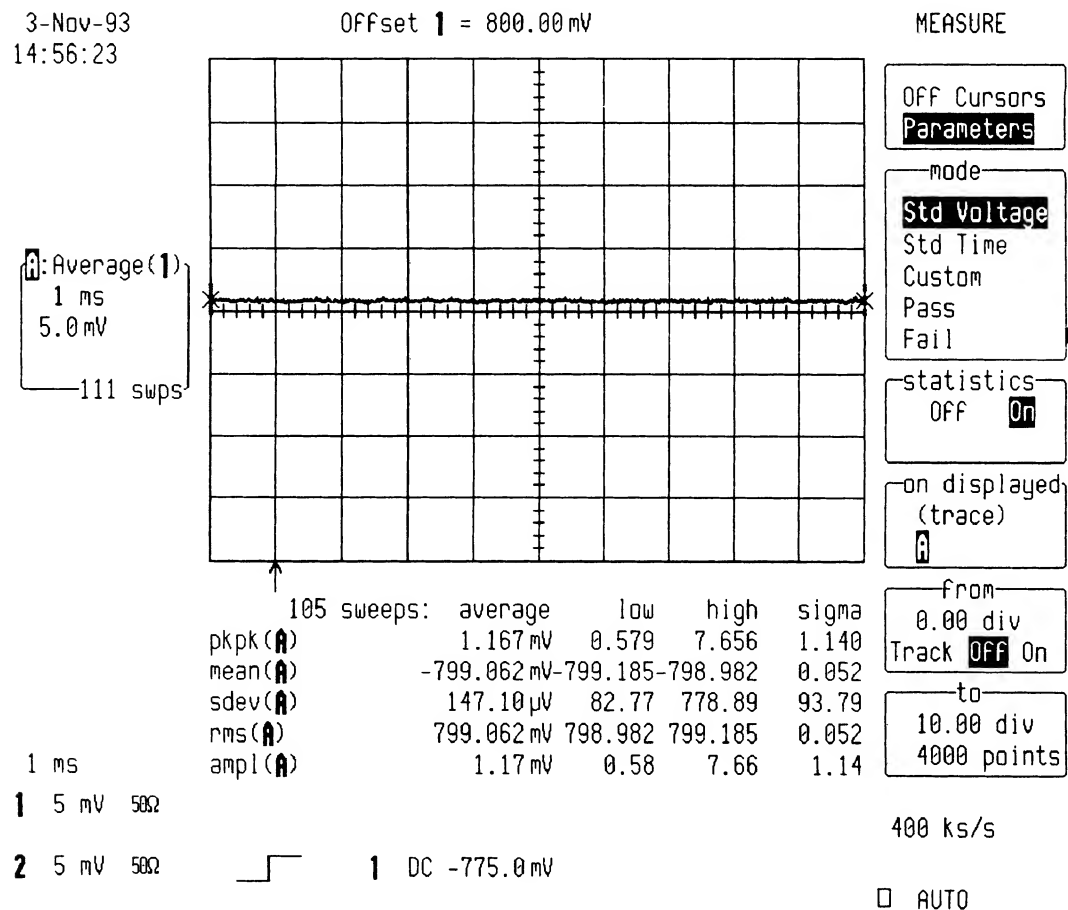 3-Nov-93
14:56:23
Offset 1 = 800.00 mV
MEASURE
Off Cursors
Parameters
mode
Std Voltage
Std Time
Custom
Pass
Fail
statistics
Off On
on displayed
(trace)
A
from
0.00 div
Track Off On
to
10.00 div
4000 points
A:Average(1)
1 ms
5.0 mV
111 swps
105 sweeps: average low high sigma
pkpk(A) 1.167 mV 0.579 7.656 1.140
mean(A) -799.062 mV-799.185-798.982 0.052
sdev(A) 147.10 µV 82.77 778.89 93.79
rms(A) 799.062 mV 798.982 799.185 0.052
ampl(A) 1.17 mV 0.58 7.66 1.14
1 ms
1 5 mV 50Ω
2 5 mV 50Ω
1 DC -775.0 mV
400 ks/s
AUTO